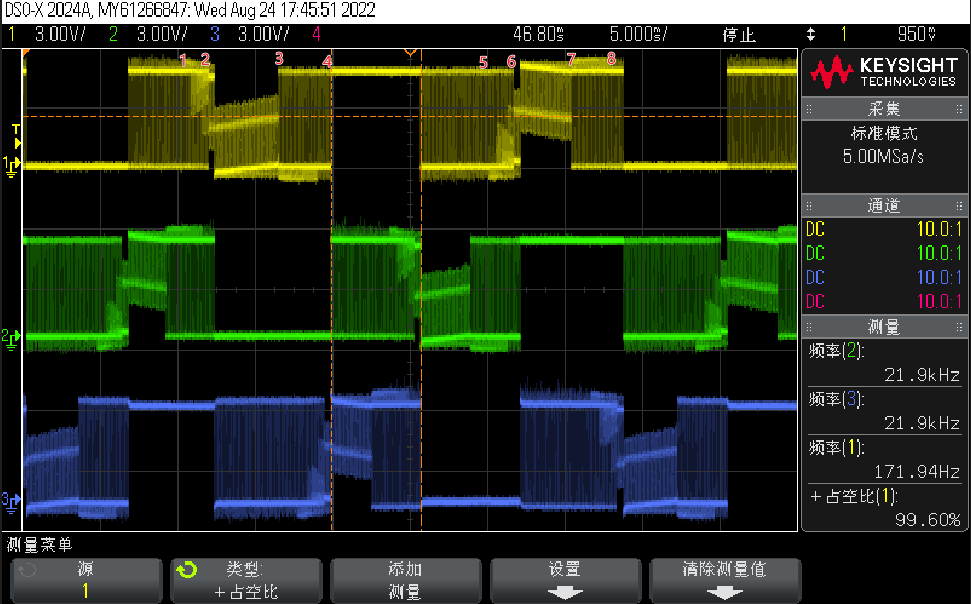 DSO-X 2024A, MY61266847: Wed Aug 24 17:45:51 2022
1 3.00V/ 2 3.00V/ 3 3.00V/ 4 46.80s 5.000s/ 停止 1 950V
1 2 3 4 5 6 7 8
KEYSIGHT
TECHNOLOGIES
采集
标准模式
5.00MSa/s
通道
DC 10.0:1
DC 10.0:1
DC 10.0:1
DC 10.0:1
测量
频率(2):
21.9kHz
频率(3):
21.9kHz
频率(1):
171.94Hz
+占空比(1):
99.60%
T
1
2
3
测量菜单
源
1
类型:
+占空比
添加
测量
设置
清除测量值